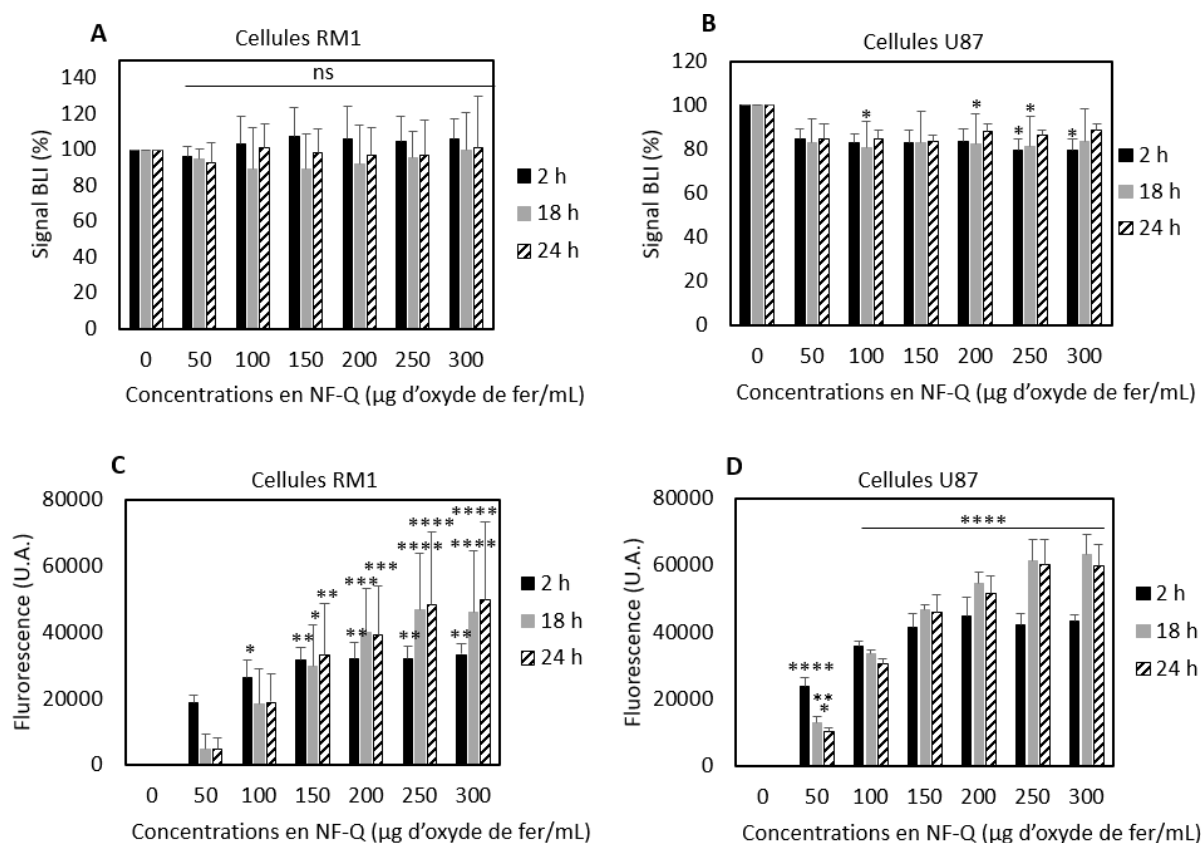 A
Cellules RM1
ns
Signal BLI (%)
140
120
100
80
60
40
20
0
0 50 100 150 200 250 300
Concentrations en NF-Q (µg d'oxyde de fer/mL)
2 h
18 h
24 h
B
Cellules U87
Signal BLI (%)
120
100
80
60
40
20
0
* * * * *
0 50 100 150 200 250 300
Concentrations en NF-Q (µg d'oxyde de fer/mL)
2 h
18 h
24 h
C
Cellules RM1
Flurorescence (U.A.)
80000
60000
40000
20000
0
**** ****
**** ****
*** ***
* **
* ** ** ** **
0 50 100 150 200 250 300
Concentrations en NF-Q (µg d'oxyde de fer/mL)
2 h
18 h
24 h
D
Cellules U87
Fluorescence (U.A.)
80000
60000
40000
20000
0
****
****
**
*
0 50 100 150 200 250 300
Concentrations en NF-Q (µg d'oxyde de fer/mL)
2 h
18 h
24 h